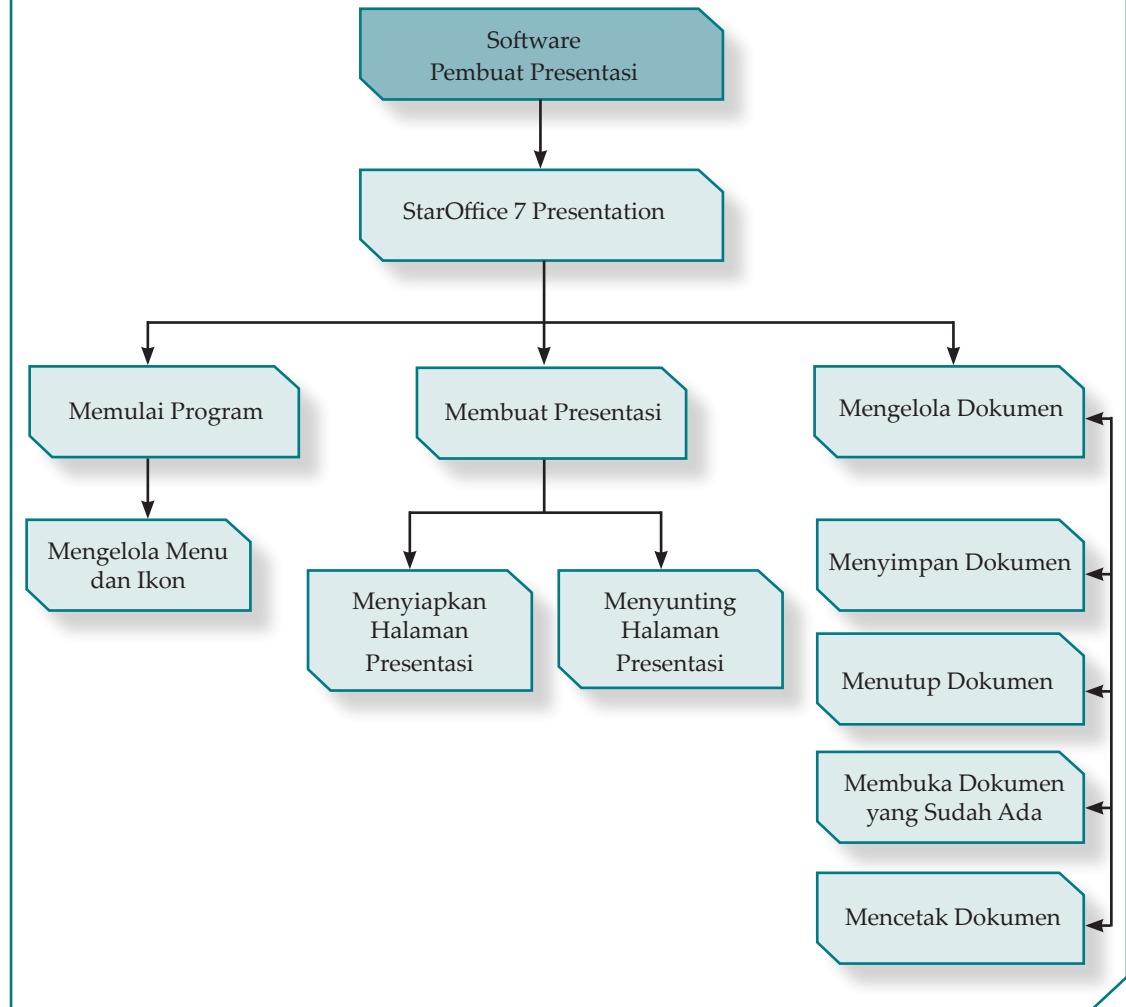 Software
Pembuat Presentasi
StarOffice 7 Presentation
Memulai Program
Membuat Presentasi
Mengelola Dokumen
Mengelola Menu
dan Ikon
Menyiapkan
Halaman
Presentasi
Menyunting
Halaman
Presentasi
Menyimpan Dokumen
Menutup Dokumen
Membuka Dokumen
yang Sudah Ada
Mencetak Dokumen